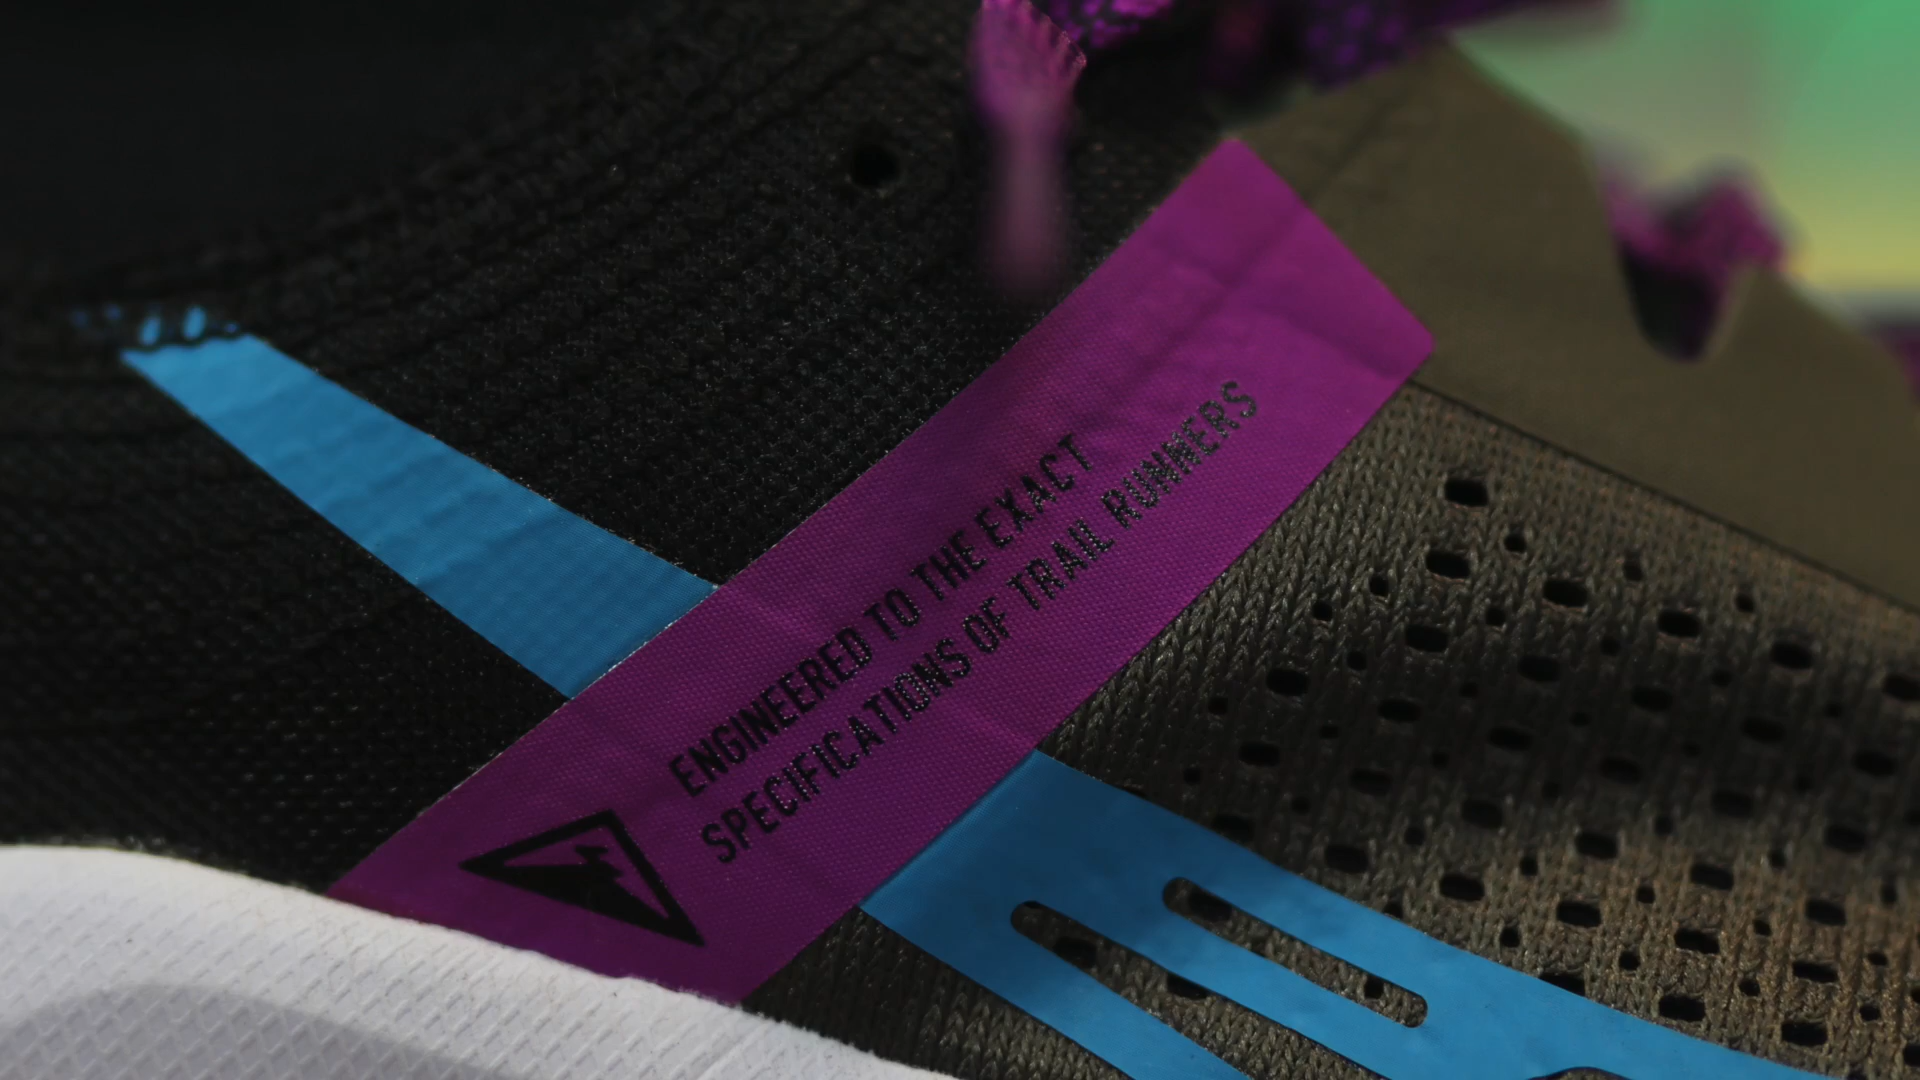 ENGINEERED TO THE EXACT
SPECIFICATIONS OF TRAIL RUNNERS